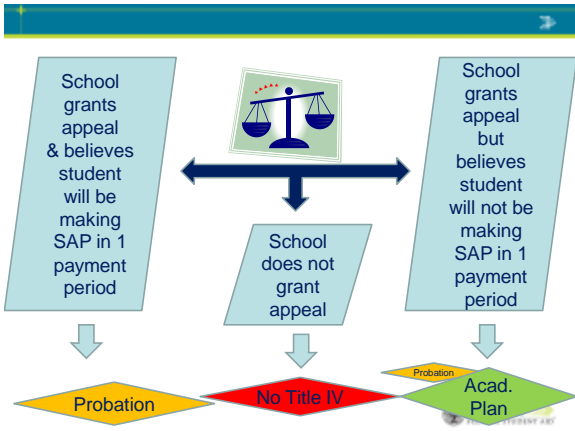 School
grants
appeal
& believes
student
will be
making
SAP in 1
payment
period
School
does not
grant
appeal
School
grants
appeal
but
believes
student
will not be
making
SAP in 1
payment
period
Probation
No Title IV
Probation
Acad.
Plan
STUDENT AID